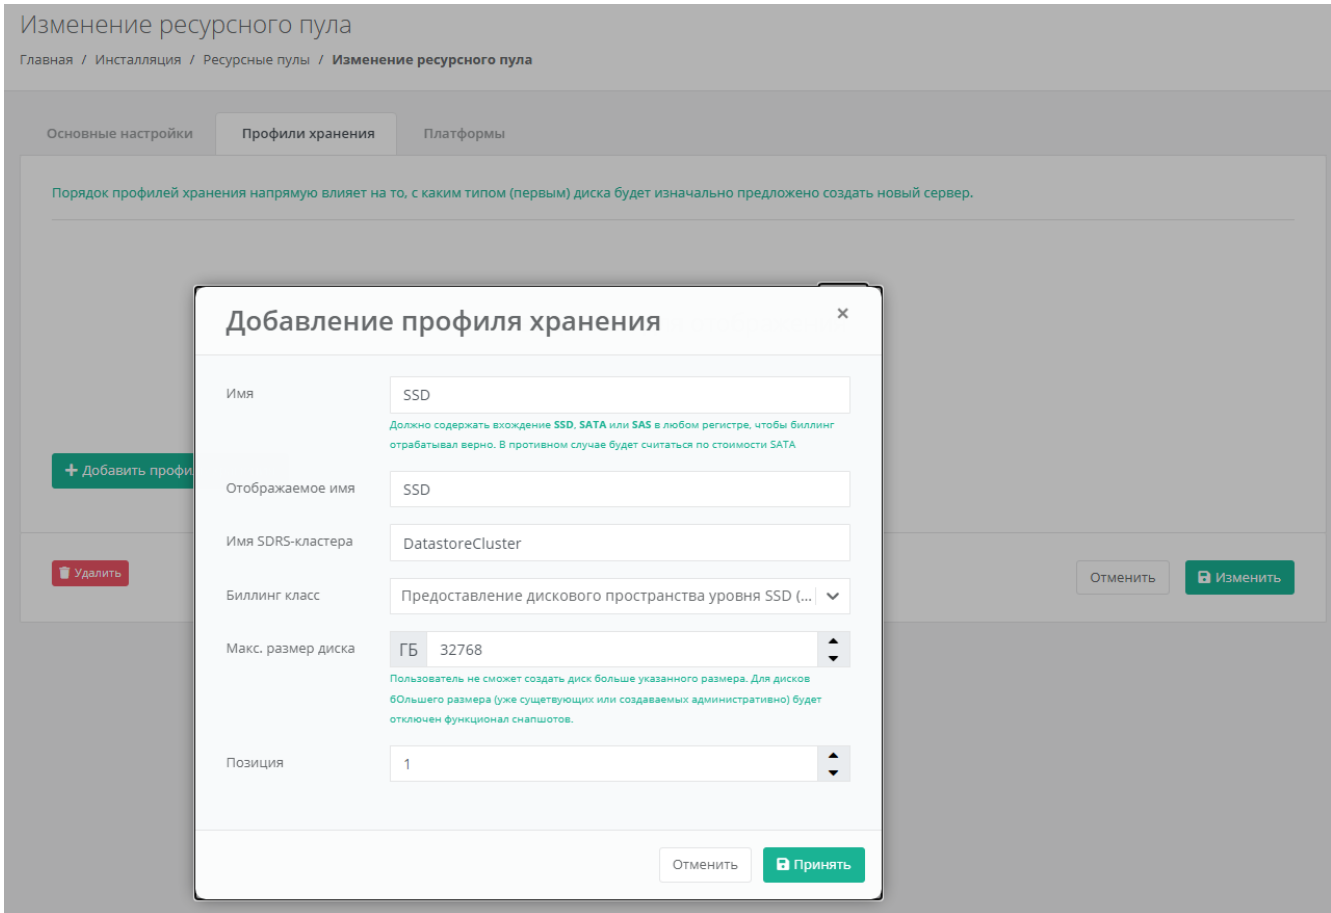 Изменение ресурсного пула
Главная / Инсталляция / Ресурсные пулы / Изменение ресурсного пула
Основные настройки Профили хранения Платформы
Порядок профилей хранения напрямую влияет на то, с каким типом (первым) диска будет изначально предложено создать новый сервер.
Добавление профиля хранения ×
Имя SSD
Должно содержать вхождение SSD, SATA или SAS в любом регистре, чтобы биллинг
отрабатывал верно. В противном случае будет считаться по стоимости SATA
+ Добавить профи
Отображаемое имя SSD
Имя SDRS-кластера DatastoreCluster
Удалить
Отменить Изменить
Биллинг класс Предоставление дискового пространства уровня SSD (...
Макс. размер диска ГБ 32768
Пользователь не сможет создать диск больше указанного размера. Для дисков
бОльшего размера (уже сущетвующих или создаваемых административно) будет
отключен функционал снапшотов.
Позиция 1
Отменить Принять